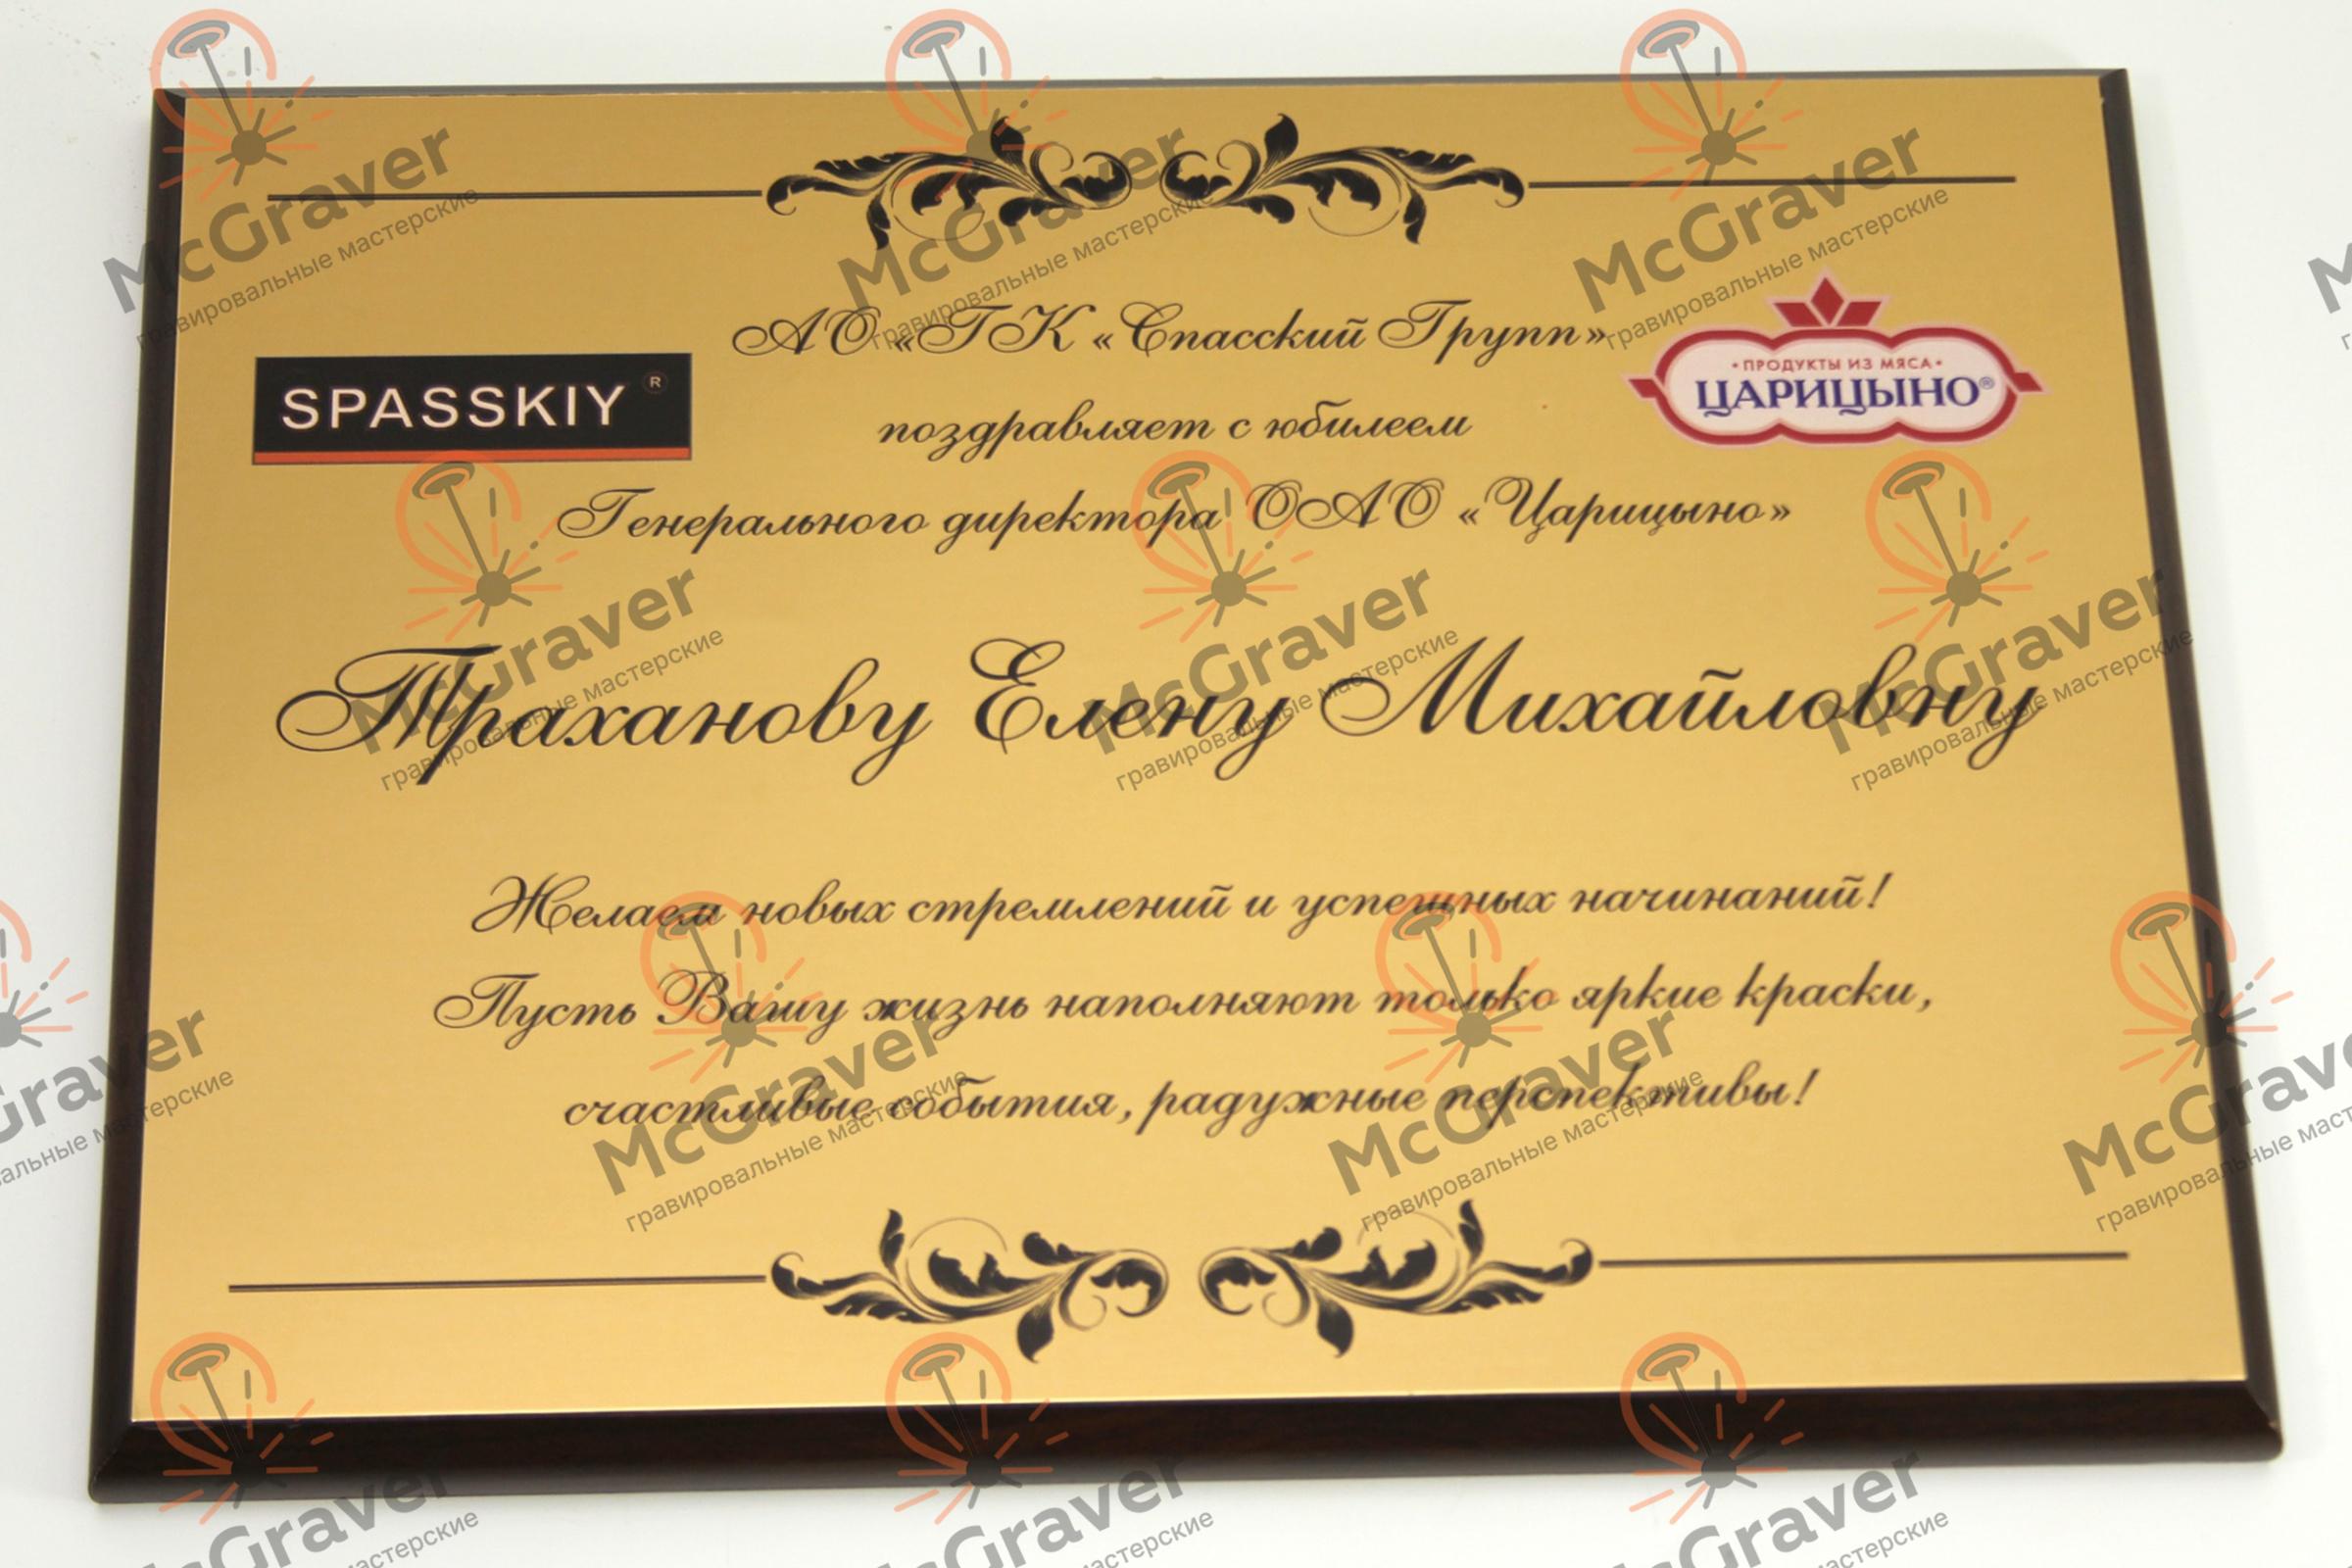 АО «ГК «Спасский Групп»
SPASSKIY ®
• ПРОДУКТЫ ИЗ МЯСА •
ЦАРИЦЫНО®
поздравляет с юбилеем
Генерального директора ОАО «Царицыно»
Траханову Елену Михайловну
Желаем новых стремлений и успешных начинаний!
Пусть Вашу жизнь наполняют только яркие краски,
счастливые события, радужные перспективы!
McGraver
гравировальные мастерские